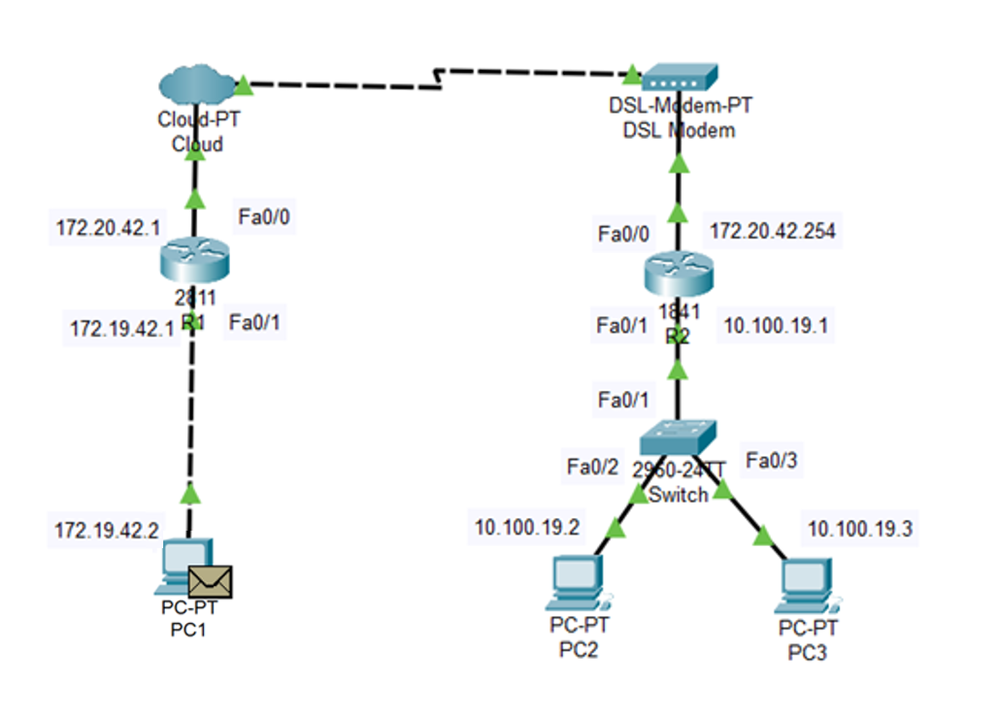 Cloud-PT
Cloud
DSL-Modem-PT
DSL Modem
172.20.42.1
Fa0/0
Fa0/0
172.20.42.254
2811
R1
172.19.42.1
Fa0/1
1841
R2
Fa0/1
10.100.19.1
Fa0/1
Fa0/2
2960-24TT
Switch
Fa0/3
172.19.42.2
10.100.19.2
10.100.19.3
PC-PT
PC1
PC-PT
PC2
PC-PT
PC3